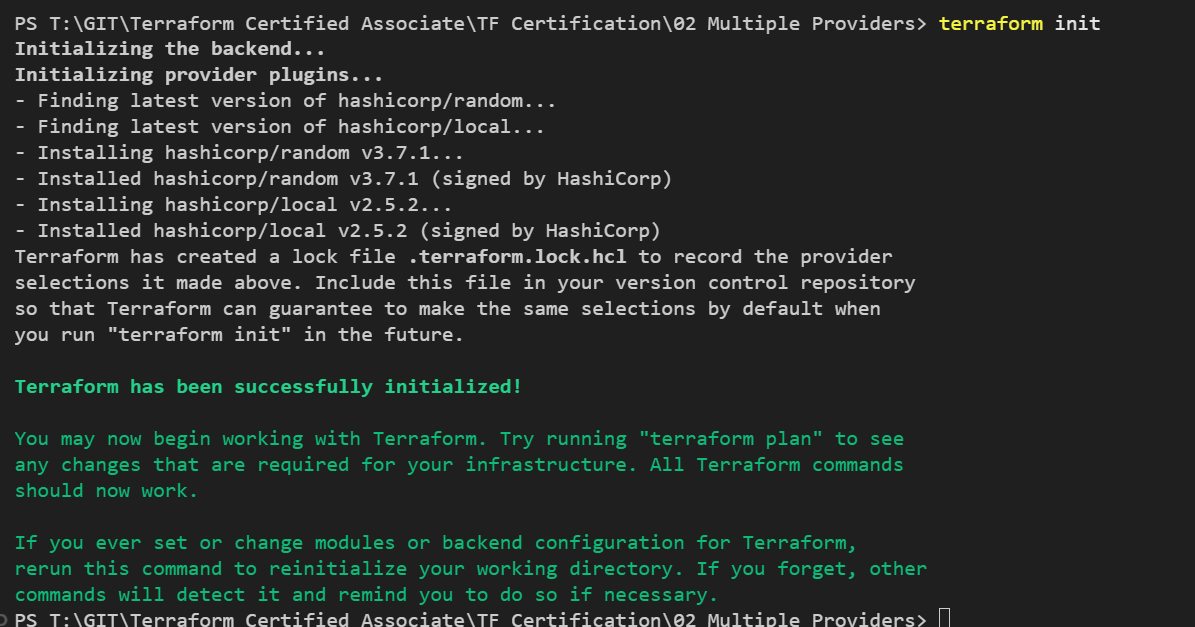 PS T:\GIT\Terraform Certified Associate\TF Certification\02 Multiple Providers> terraform init
Initializing the backend...
Initializing provider plugins...
- Finding latest version of hashicorp/random...
- Finding latest version of hashicorp/local...
- Installing hashicorp/random v3.7.1...
- Installed hashicorp/random v3.7.1 (signed by HashiCorp)
- Installing hashicorp/local v2.5.2...
- Installed hashicorp/local v2.5.2 (signed by HashiCorp)
Terraform has created a lock file .terraform.lock.hcl to record the provider
selections it made above. Include this file in your version control repository
so that Terraform can guarantee to make the same selections by default when
you run "terraform init" in the future.
Terraform has been successfully initialized!
You may now begin working with Terraform. Try running "terraform plan" to see
any changes that are required for your infrastructure. All Terraform commands
should now work.
If you ever set or change modules or backend configuration for Terraform,
rerun this command to reinitialize your working directory. If you forget, other
commands will detect it and remind you to do so if necessary.
PS T:\GIT\Terraform Certified Associate\TF Certification\02 Multiple Providers>